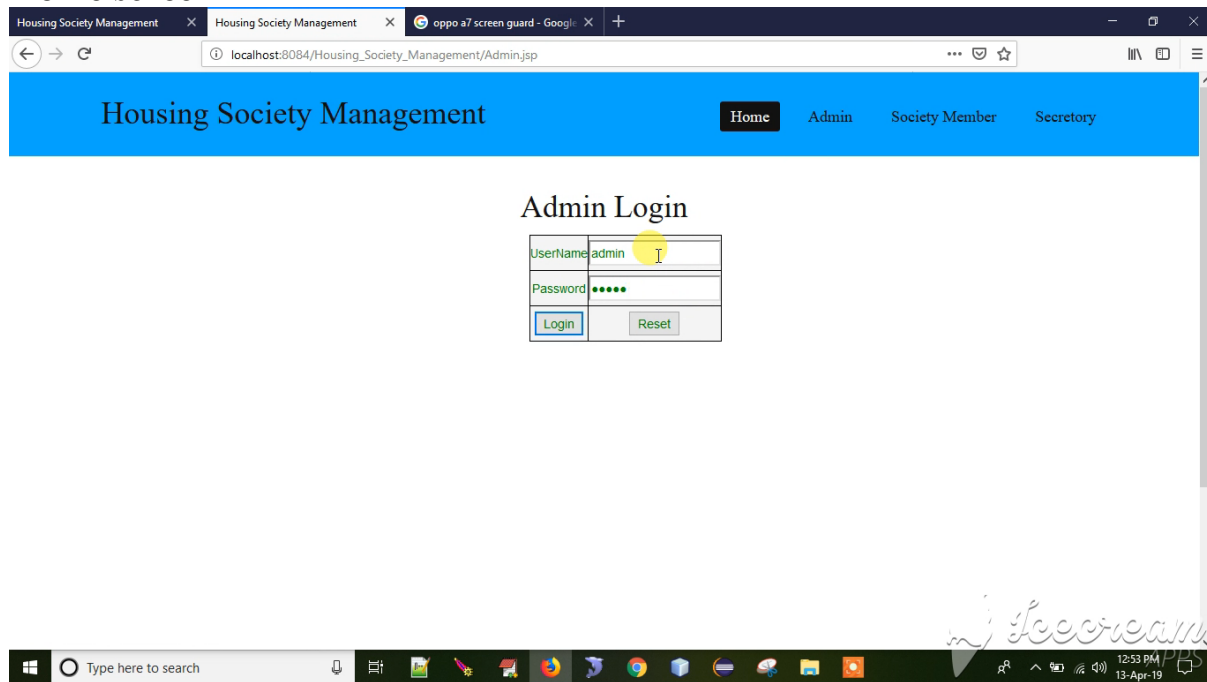 Housing Society Management
Housing Society Management
oppo a7 screen guard - Google
localhost:8084/Housing_Society_Management/Admin.jsp
Housing Society Management
Home Admin Society Member Secretory
Admin Login
UserName admin
Password •••••
Login Reset
Icecream
APPS
Type here to search
12:53 PM
13-Apr-19